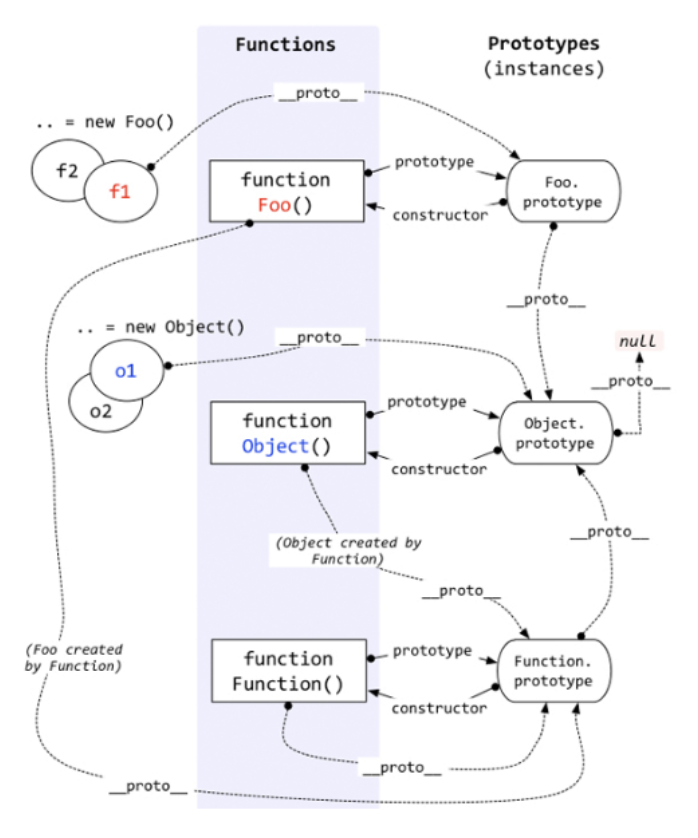 Functions
Prototypes
(instances)
__proto__
.. = new Foo()
f2
f1
function
Foo()
prototype
constructor
Foo.
prototype
__proto__
.. = new Object()
__proto__
null
__proto__
o1
o2
function
Object()
prototype
constructor
Object.
prototype
__proto__
(Object created by
Function)
__proto__
(Foo created
by Function)
function
Function()
prototype
constructor
Function.
prototype
__proto__
__proto__